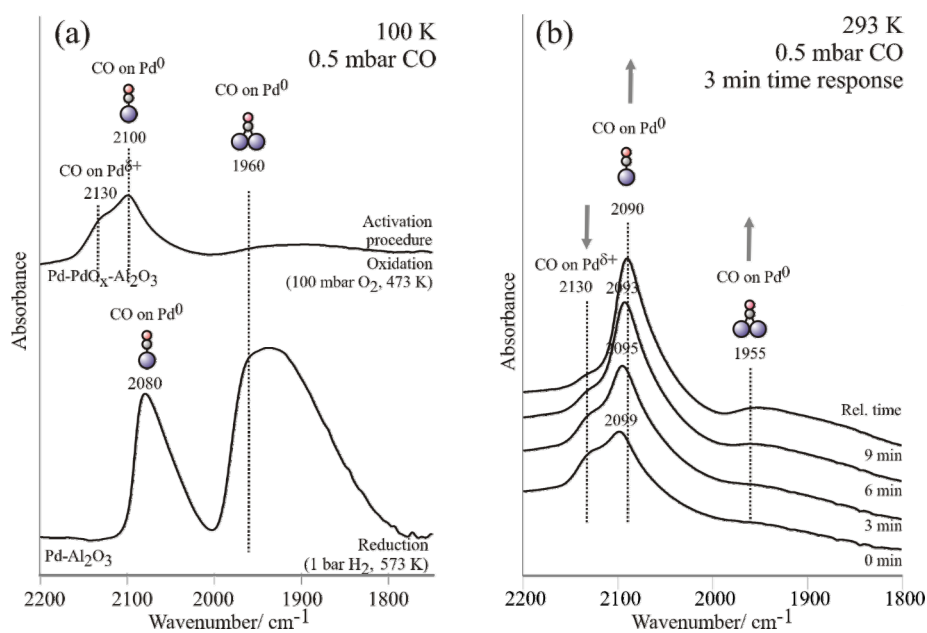 (a)
100 K
0.5 mbar CO
CO on Pd0
2100
CO on Pd0
1960
CO on Pdδ+
2130
Activation
procedure
Oxidation
(100 mbar O2, 473 K)
Pd-PdOx-Al2O3
CO on Pd0
2080
Reduction
(1 bar H2, 573 K)
Pd-Al2O3
Absorbance
2200
2100
2000
1900
1800
Wavenumber/ cm-1
(b)
293 K
0.5 mbar CO
3 min time response
CO on Pd0
2090
CO on Pdδ+
2130
2093
CO on Pd0
1955
2095
2099
Rel. time
9 min
6 min
3 min
0 min
Absorbance
2200
2100
2000
1900
1800
Wavenumber/ cm-1